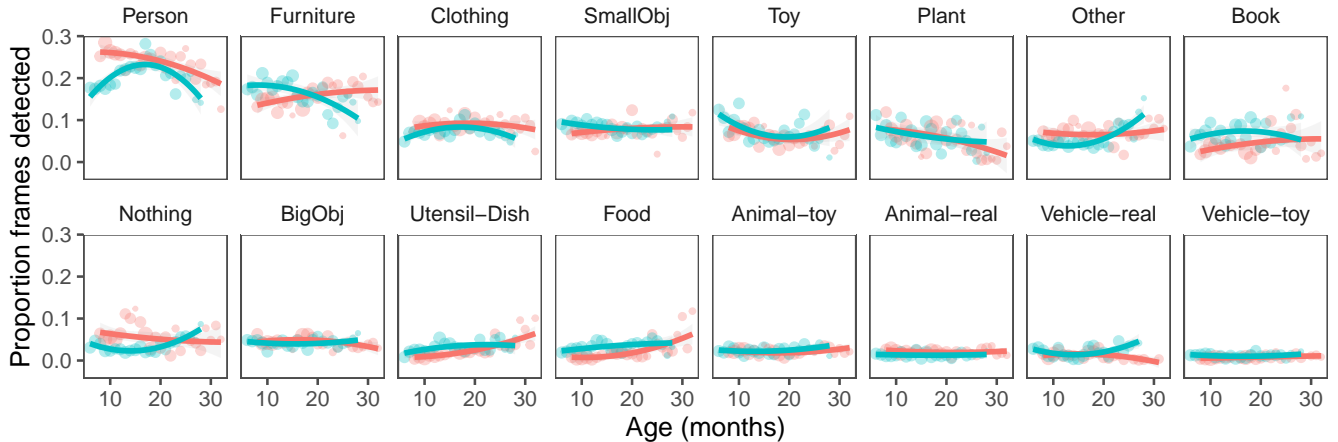 Person Furniture Clothing SmallObj Toy Plant Other Book
0.3
0.2
0.1
0.0
Nothing BigObj Utensil−Dish Food Animal−toy Animal−real Vehicle−real Vehicle−toy
0.3
0.2
0.1
0.0
10 20 30 10 20 30 10 20 30 10 20 30 10 20 30 10 20 30 10 20 30 10 20 30
Age (months)
Proportion frames detected